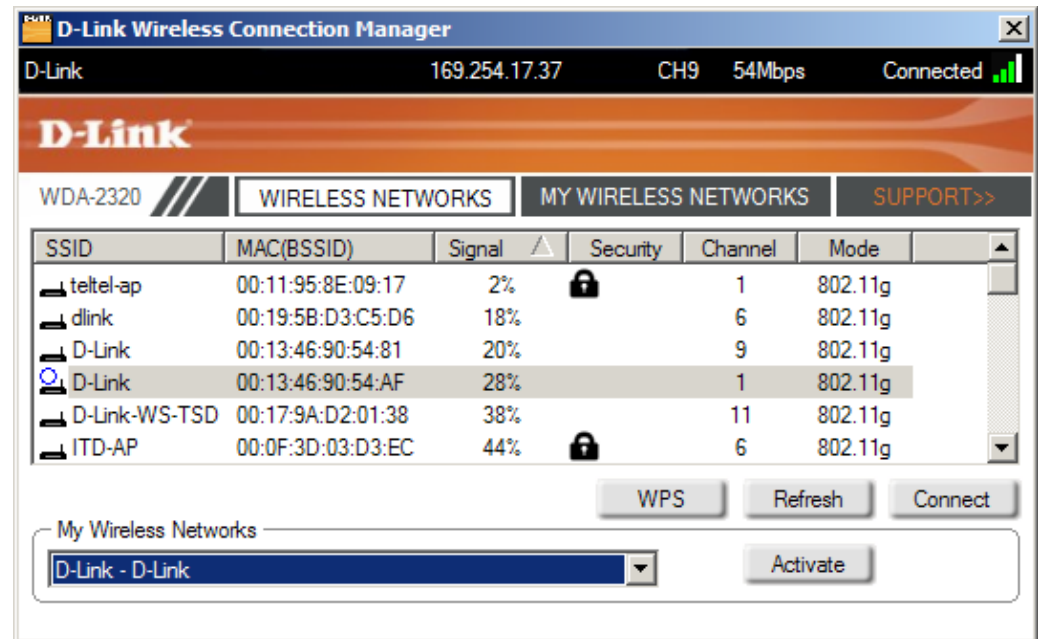 D-Link Wireless Connection Manager
D-Link 169.254.17.37 CH9 54Mbps Connected
D-Link
WDA-2320 WIRELESS NETWORKS MY WIRELESS NETWORKS SUPPORT>>
SSID MAC(BSSID) Signal Security Channel Mode
teltel-ap 00:11:95:8E:09:17 2% 1 802.11g
dlink 00:19:5B:D3:C5:D6 18% 6 802.11g
D-Link 00:13:46:90:54:81 20% 9 802.11g
D-Link 00:13:46:90:54:AF 28% 1 802.11g
D-Link-WS-TSD 00:17:9A:D2:01:38 38% 11 802.11g
ITD-AP 00:0F:3D:03:D3:EC 44% 6 802.11g
WPS Refresh Connect
My Wireless Networks
D-Link - D-Link Activate